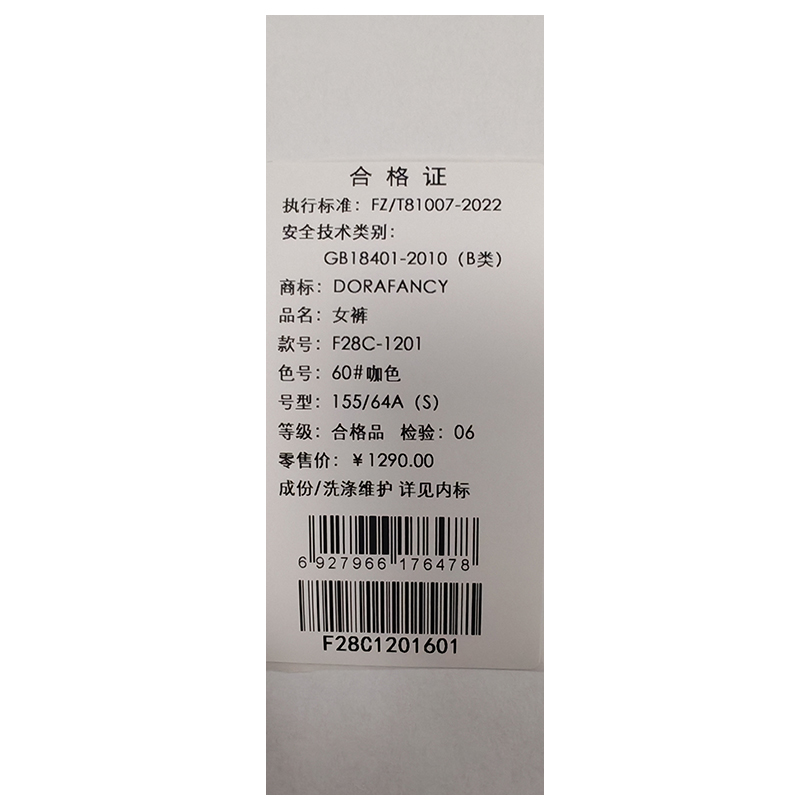 合格证
执行标准：FZ/T81007-2022
安全技术类别：
GB18401-2010（B类）
商标：DORAFANCY
品名：女裤
款号：F28C-1201
色号：60#咖色
号型：155/64A（S）
等级：合格品 检验：06
零售价：￥1290.00
成份/洗涤维护 详见内标
6 927966 176478
F28C1201601